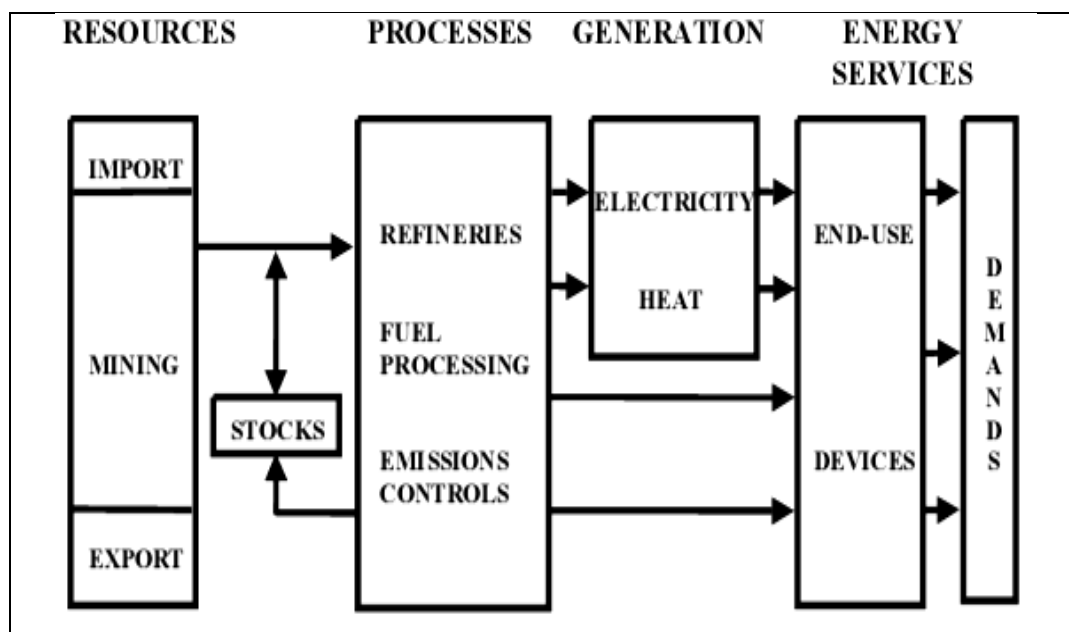 RESOURCES
PROCESSES
GENERATION
ENERGY
SERVICES
IMPORT
MINING
EXPORT
STOCKS
REFINERIES
FUEL
PROCESSING
EMISSIONS
CONTROLS
ELECTRICITY
HEAT
END-USE
DEVICES
DEMANDS